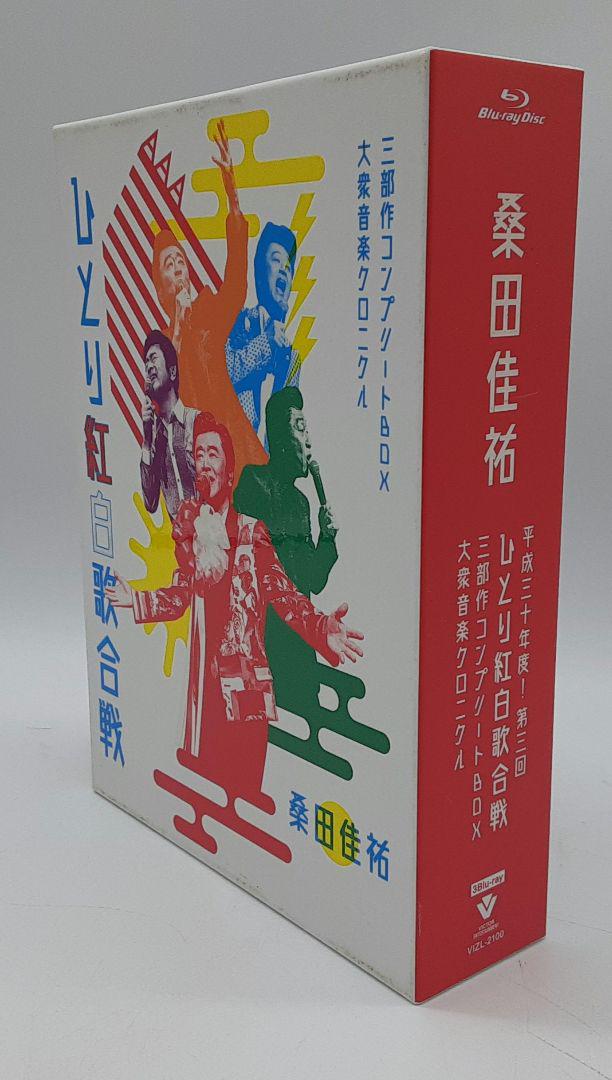 三部作コンプリートBOX
大衆音楽クロニクル
ひとり紅白歌合戦
桑田佳祐
Blu-ray Disc
桑田佳祐
平成三十年度！第三回
ひとり紅白歌合戦
三部作コンプリートBOX
大衆音楽クロニクル
3Blu-ray
VICTOR
ENTERTAINMENT
VIZL-2100